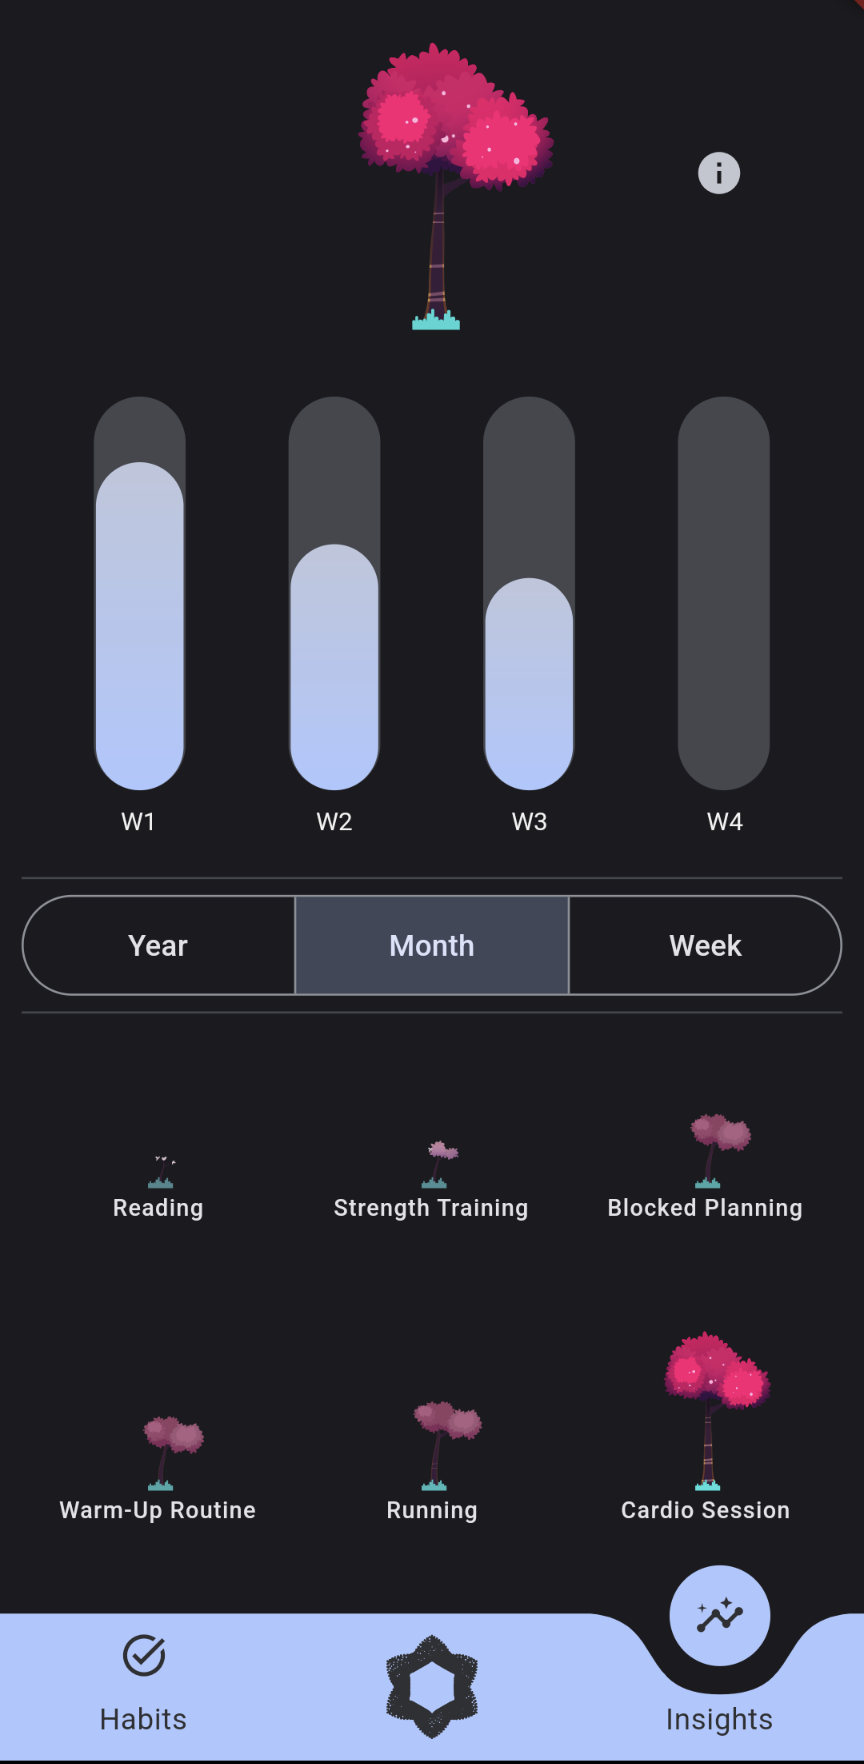 W1 W2 W3 W4
Year Month Week
Reading Strength Training Blocked Planning
Warm-Up Routine Running Cardio Session
Habits Insights